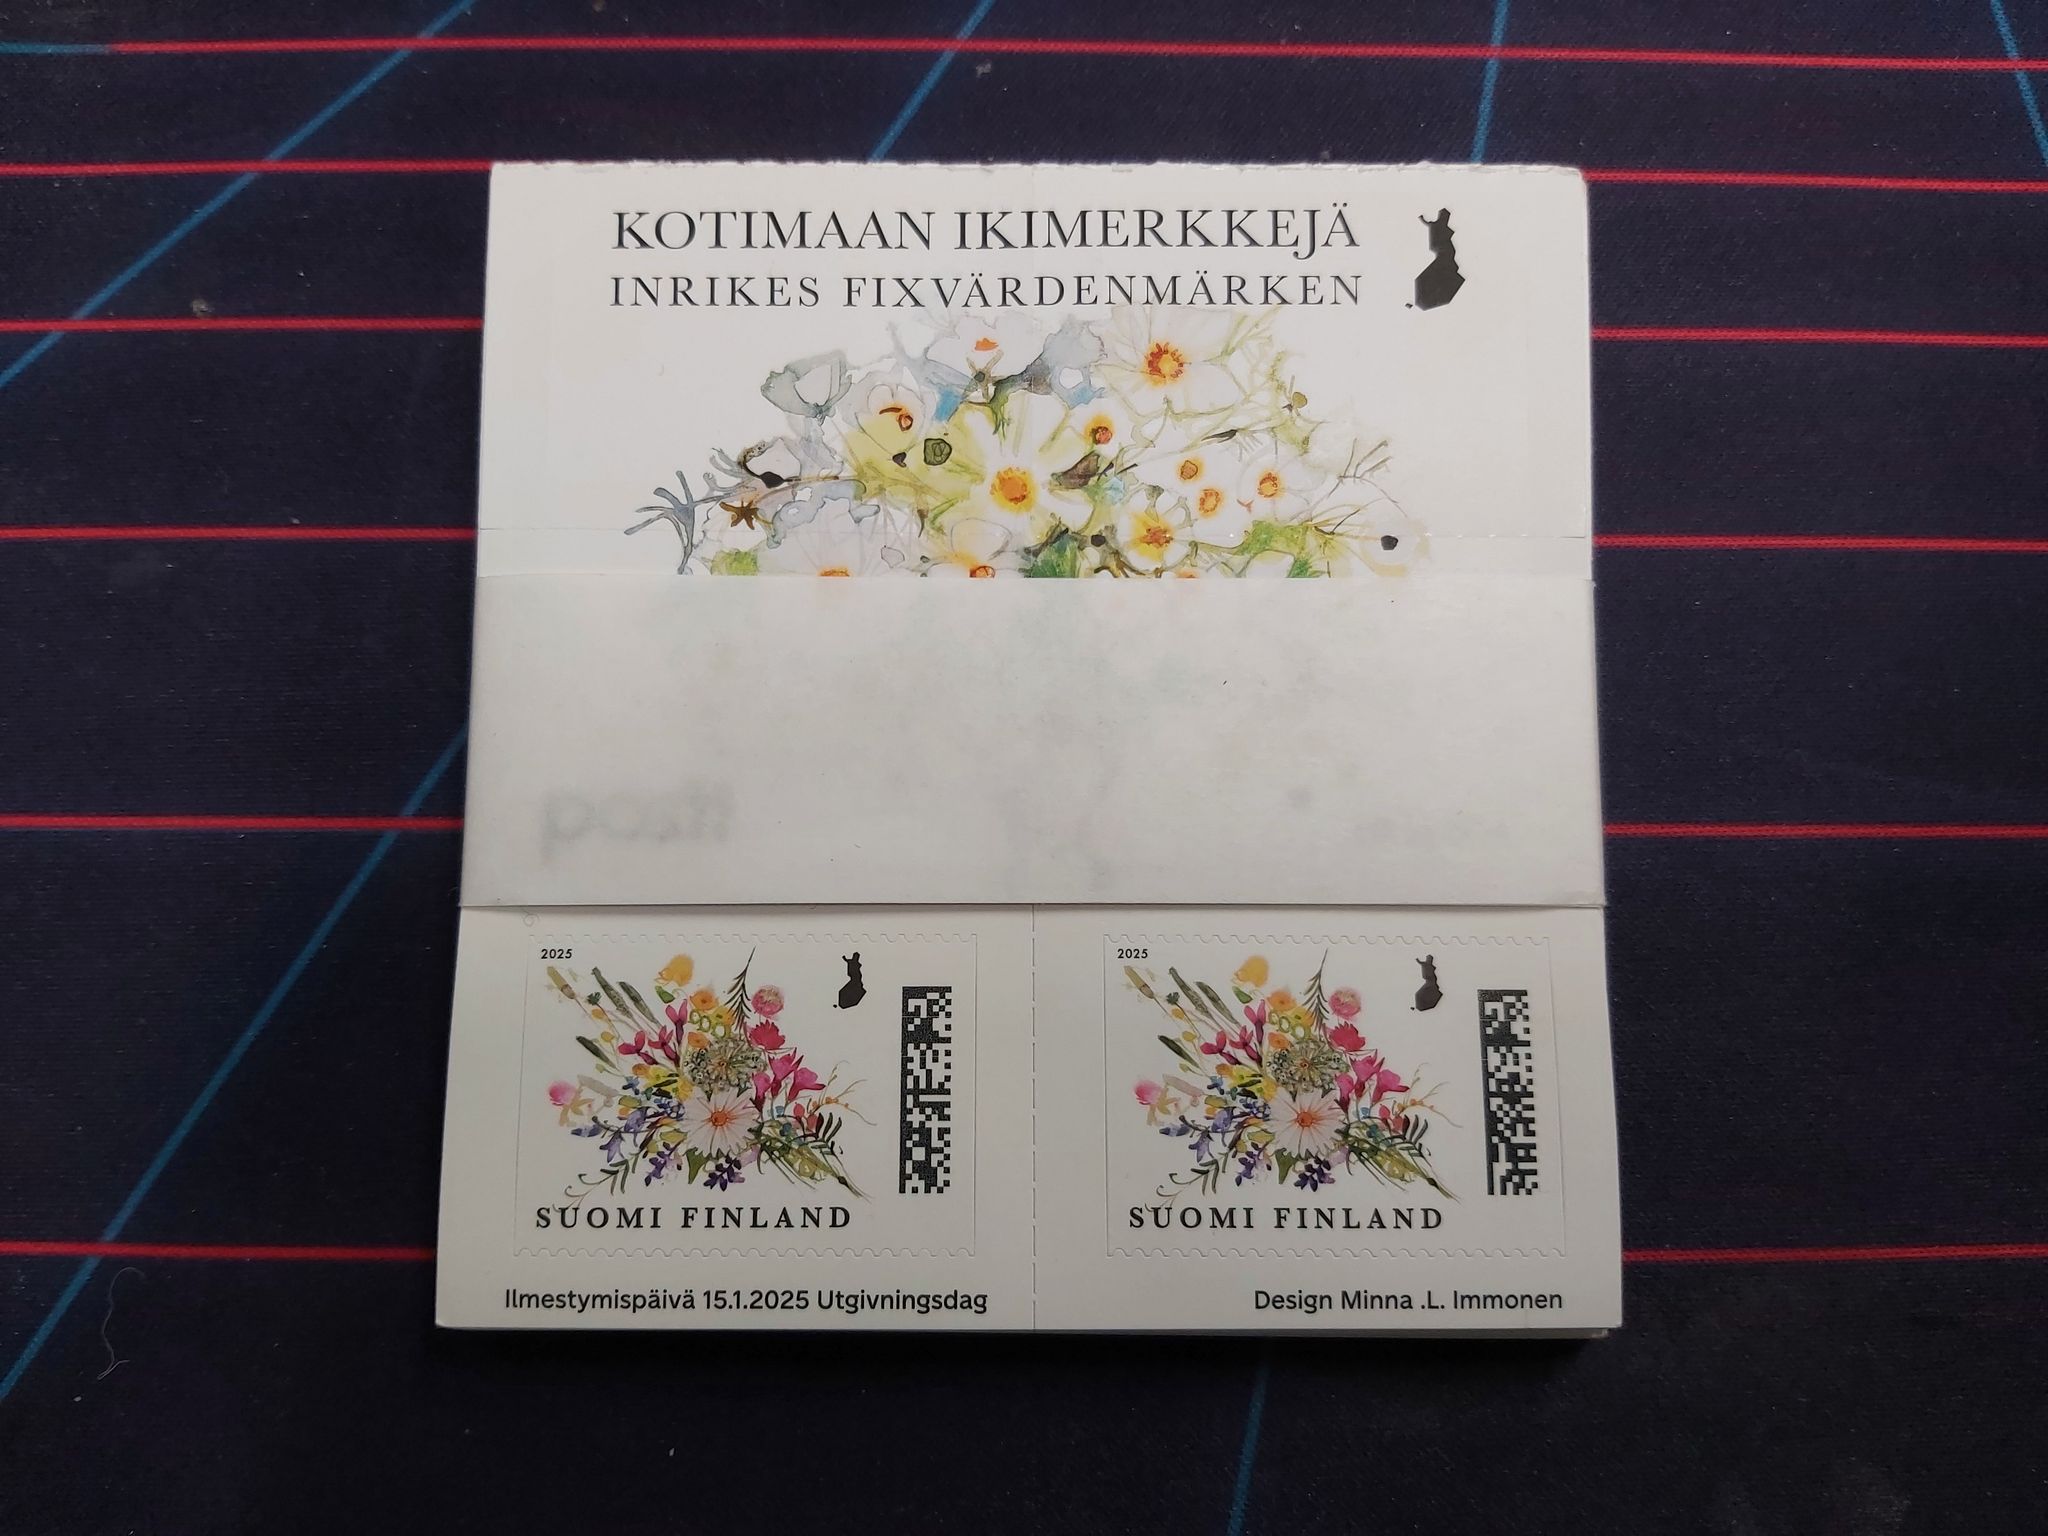 KOTIMAAN IKIMERKKEJÄ
INRIKES FIXVÄRDENMÄRKEN
2025
SUOMI FINLAND
2025
SUOMI FINLAND
Ilmestymispäivä 15.1.2025 Utgivningsdag
Design Minna .L. Immonen